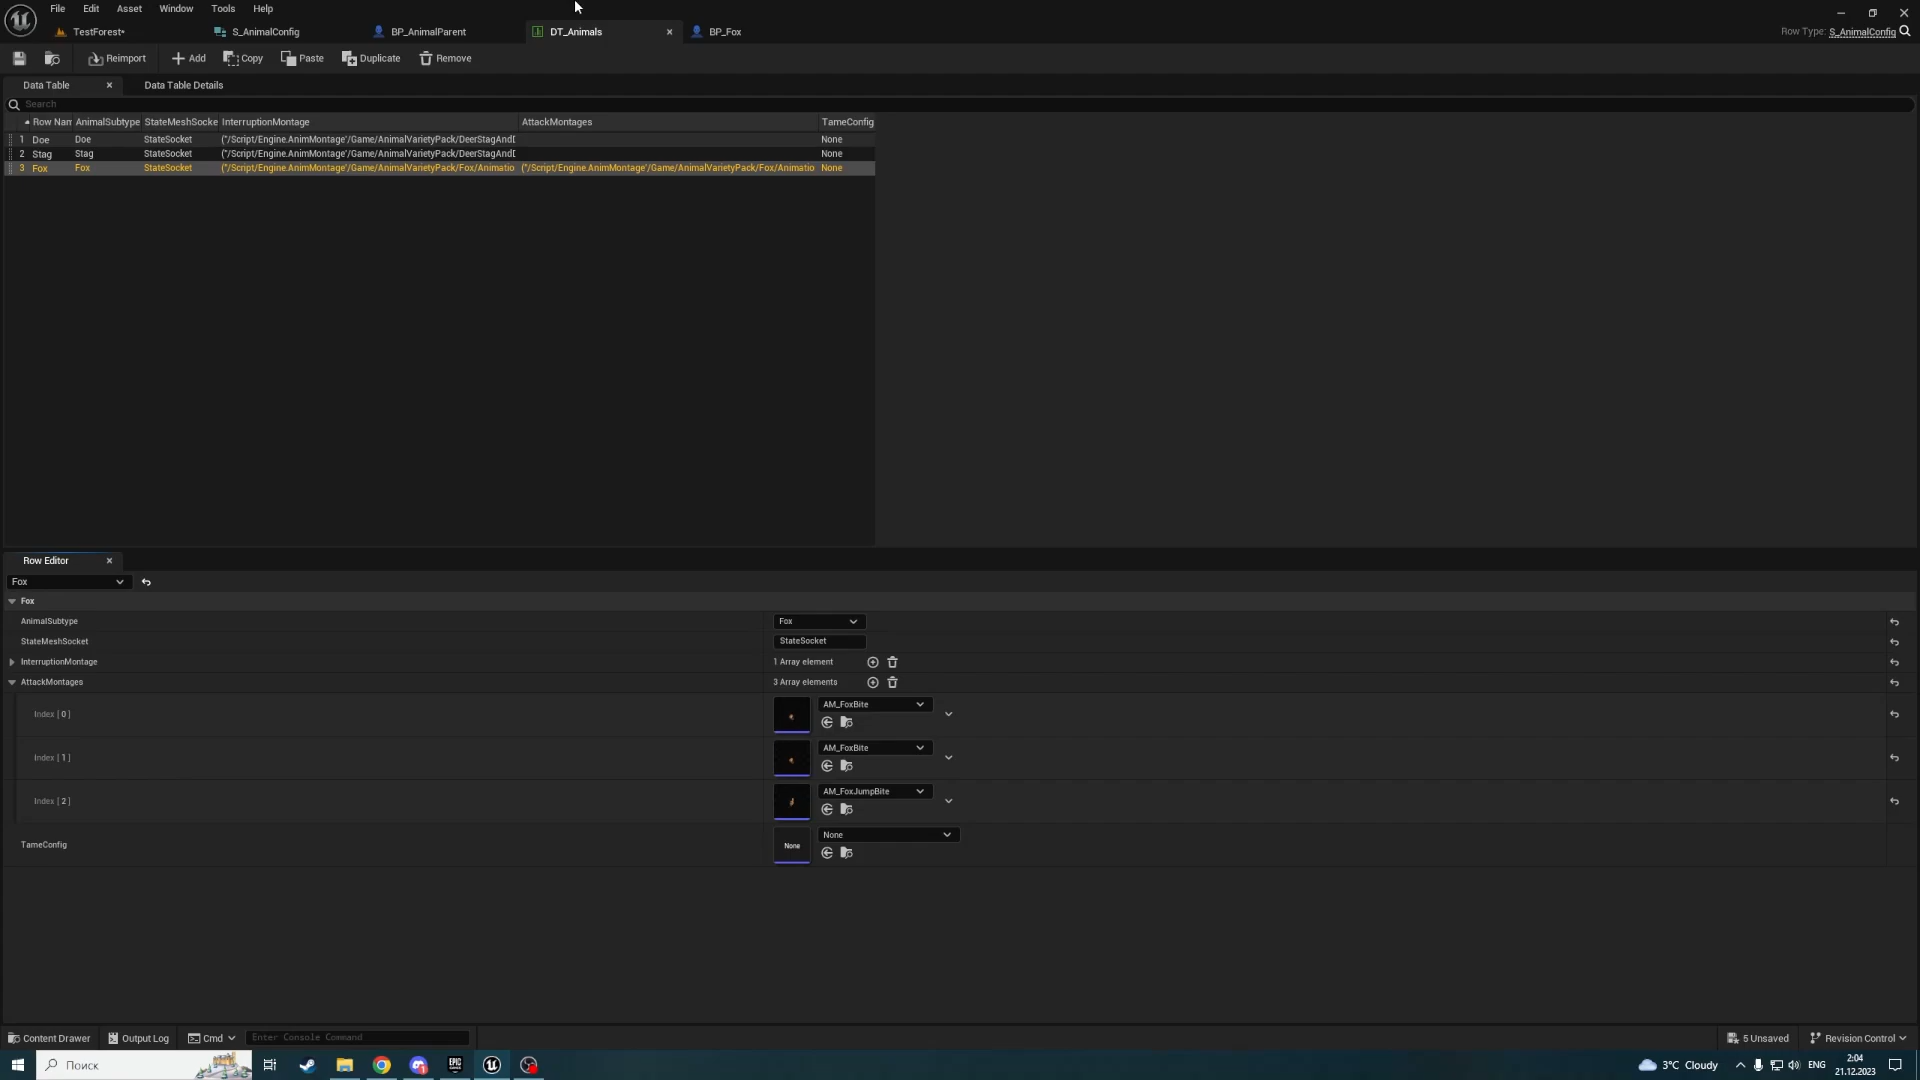 File Edit Asset Window Tools Help
TestForest* S_AnimalConfig BP_AnimalParent DT_Animals BP_Fox Row Type: S_AnimalConfig
Reimport Add Copy Paste Duplicate Remove
Data Table Data Table Details
Search
Row Nam AnimalSubtype StateMeshSocke InterruptionMontage AttackMontages TameConfig
1 Doe Doe StateSocket ("/Script/Engine.AnimMontage'/Game/AnimalVarietyPack/DeerStagAndD None
2 Stag Stag StateSocket ("/Script/Engine.AnimMontage'/Game/AnimalVarietyPack/DeerStagAndD None
3 Fox Fox StateSocket ("/Script/Engine.AnimMontage'/Game/AnimalVarietyPack/Fox/Animatio ("/Script/Engine.AnimMontage'/Game/AnimalVarietyPack/Fox/Animatio None
Row Editor
Fox
Fox
AnimalSubtype Fox
StateMeshSocket StateSocket
InterruptionMontage 1 Array element
AttackMontages 3 Array elements
Index [ 0 ] AM_FoxBite
Index [ 1 ] AM_FoxBite
Index [ 2 ] AM_FoxJumpBite
TameConfig None None
Content Drawer Output Log Cmd Enter Console Command 5 Unsaved Revision Control
Поиск EPIC GAMES 3°C Cloudy ENG 2:04
21.12.2023